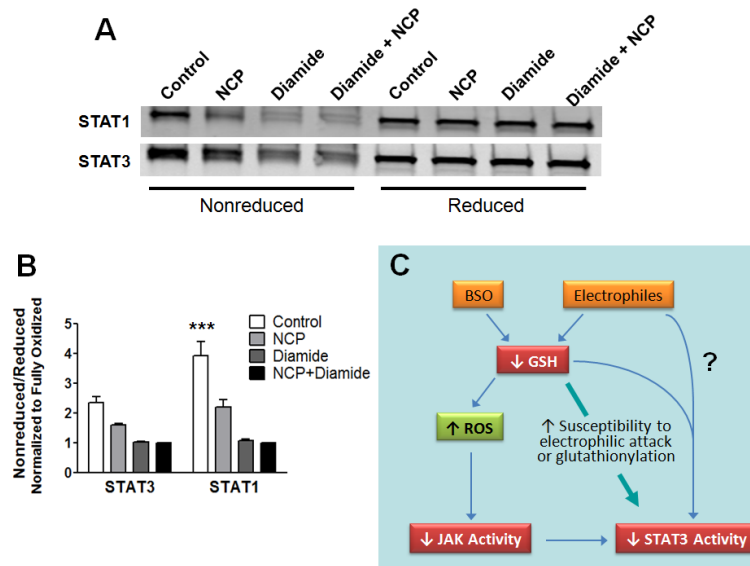 A
Control
NCP
Diamide
Diamide + NCP
Control
NCP
Diamide
Diamide + NCP
STAT1
STAT3
Nonreduced
Reduced
B
Nonreduced/Reduced
Normalized to Fully Oxidized
5
4
3
2
1
0
***
Control
NCP
Diamide
NCP+Diamide
STAT3
STAT1
C
BSO
Electrophiles
↓ GSH
?
↑ ROS
↑ Susceptibility to
electrophilic attack
or glutathionylation
↓ JAK Activity
↓ STAT3 Activity